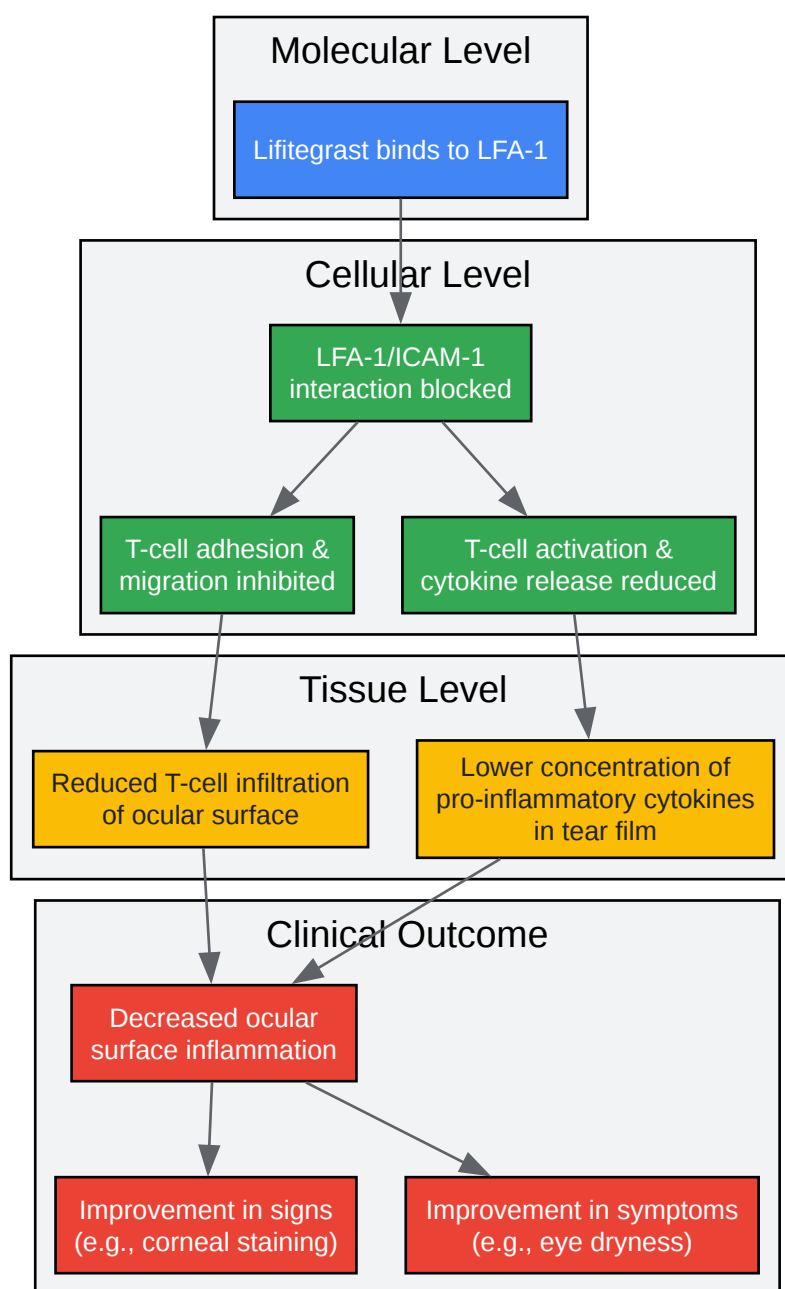 Molecular Level
Lifitegrast binds to LFA-1
Cellular Level
LFA-1/ICAM-1
interaction blocked
T-cell adhesion &
migration inhibited
T-cell activation &
cytokine release reduced
Tissue Level
Reduced T-cell infiltration
of ocular surface
Lower concentration of
pro-inflammatory cytokines
in tear film
Clinical Outcome
Decreased ocular
surface inflammation
Improvement in signs
(e.g., corneal staining)
Improvement in symptoms
(e.g., eye dryness)